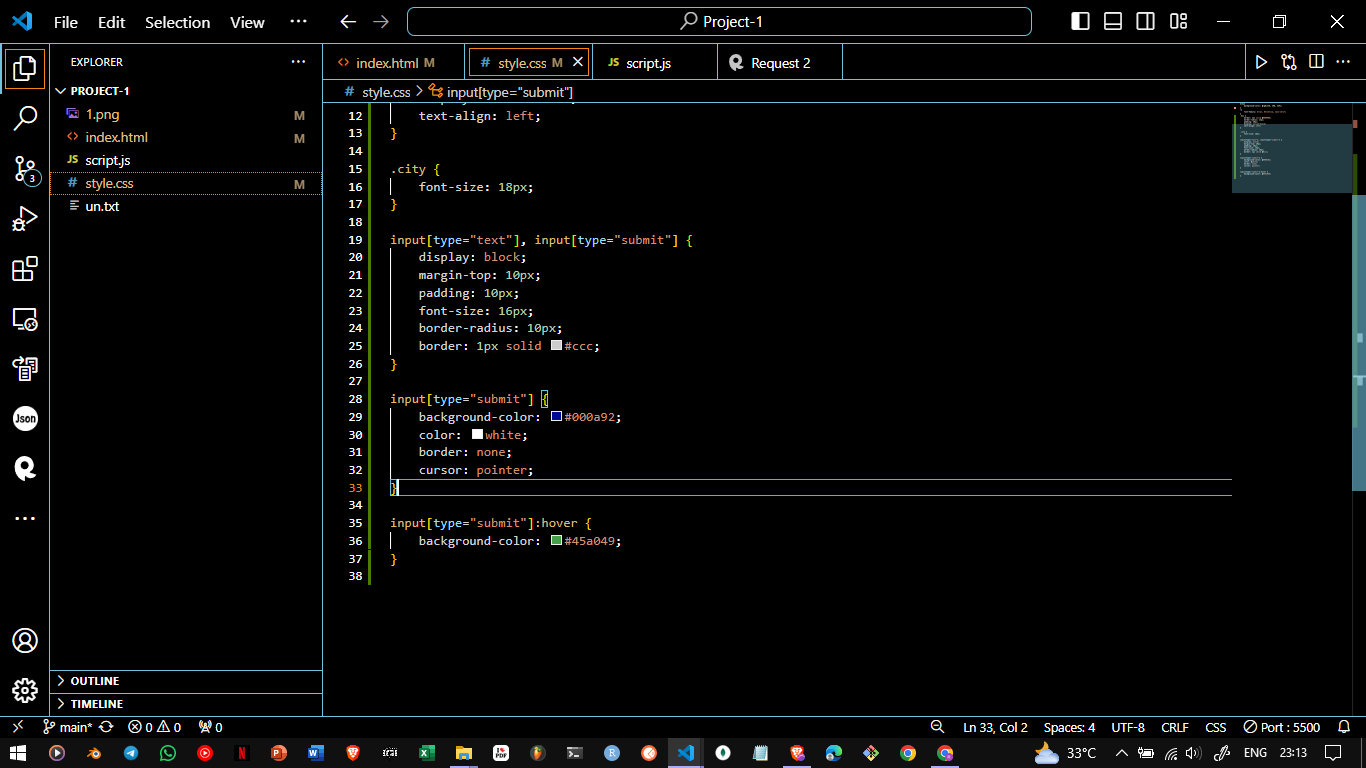 File Edit Selection View ··· Project-1
EXPLORER ···
PROJECT-1
1.png M
index.html M
JS script.js
# style.css M
un.txt
index.html M
# style.css M
JS script.js
Request 2
# style.css > input[type="submit"]
12 text-align: left;
13 }
14
15 .city {
16 font-size: 18px;
17 }
18
19 input[type="text"], input[type="submit"] {
20 display: block;
21 margin-top: 10px;
22 padding: 10px;
23 font-size: 16px;
24 border-radius: 10px;
25 border: 1px solid #ccc;
26 }
27
28 input[type="submit"] {
29 background-color: #000a92;
30 color: white;
31 border: none;
32 cursor: pointer;
33 }
34
35 input[type="submit"]:hover {
36 background-color: #45a049;
37 }
38
3
Json
OUTLINE
TIMELINE
main* 0 0 0 Ln 33, Col 2 Spaces: 4 UTF-8 CRLF CSS Port : 5500
33°C ENG 23:13